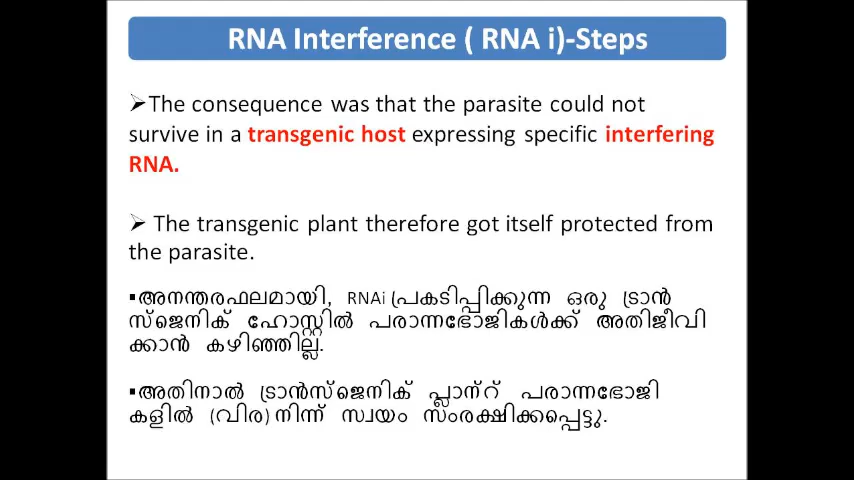 RNA Interference ( RNA i)-Steps
➢The consequence was that the parasite could not
survive in a transgenic host expressing specific interfering
RNA.
➢ The transgenic plant therefore got itself protected from
the parasite.
▪അനന്തരഫലമായി, RNAi പ്രകടിപ്പിക്കുന്ന ഒരു ട്രാൻ
സ്ജെനിക് ഹോസ്റ്റിൽ പരാന്നഭോജികൾക്ക് അതിജീവി
ക്കാൻ കഴിഞ്ഞില്ല.
▪അതിനാൽ ട്രാൻസ്ജെനിക് പ്ലാന്റ് പരാന്നഭോജി
കളിൽ (വിര) നിന്ന് സ്വയം സംരക്ഷിക്കപ്പെട്ടു.